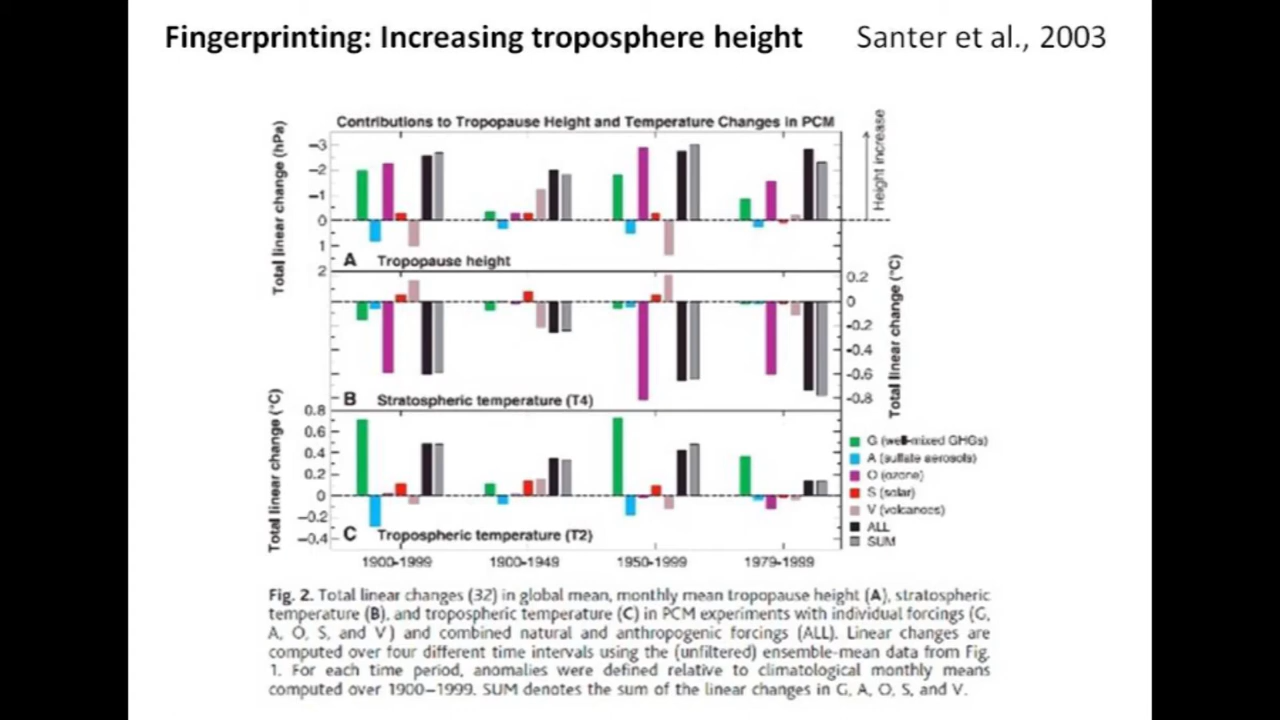 Fingerprinting: Increasing troposphere height Santer et al., 2003
Contributions to Tropopause Height and Temperature Changes in PCM
Total linear change (hPa)
−3
−2
−1
0
1
2
Height increase
A Tropopause height
0.2
0
−0.2
−0.4
−0.6
−0.8
Total linear change (°C)
B Stratospheric temperature (T4)
Total linear change (°C)
0.8
0.6
0.4
0.2
0
−0.2
−0.4
C Tropospheric temperature (T2)
G (well-mixed GHGs)
A (sulfate aerosols)
O (ozone)
S (solar)
V (volcanoes)
ALL
SUM
1900-1999 1900-1949 1950-1999 1979-1999
Fig. 2. Total linear changes (32) in global mean, monthly mean tropopause height (A), stratospheric
temperature (B), and tropospheric temperature (C) in PCM experiments with individual forcings (G,
A, O, S, and V) and combined natural and anthropogenic forcings (ALL). Linear changes are
computed over four different time intervals using the (unfiltered) ensemble-mean data from Fig.
1. For each time period, anomalies were defined relative to climatological monthly means
computed over 1900–1999. SUM denotes the sum of the linear changes in G, A, O, S, and V.